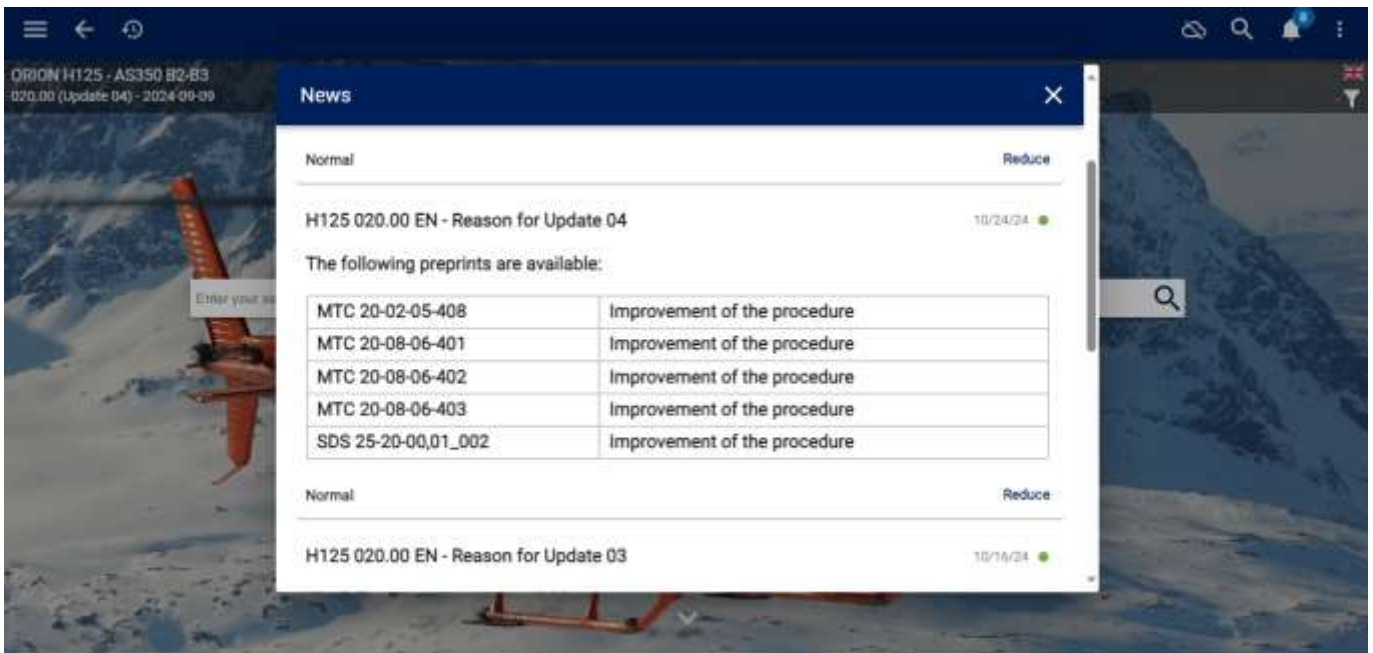 8
ORION H125 - AS350 B2-B3
020.00 (Update 04) - 2024-09-09
News
Normal Reduce
H125 020.00 EN - Reason for Update 04 10/24/24
The following preprints are available:
Enter your
MTC 20-02-05-408 Improvement of the procedure
MTC 20-08-06-401 Improvement of the procedure
MTC 20-08-06-402 Improvement of the procedure
MTC 20-08-06-403 Improvement of the procedure
SDS 25-20-00,01_002 Improvement of the procedure
Normal Reduce
H125 020.00 EN - Reason for Update 03 10/16/24